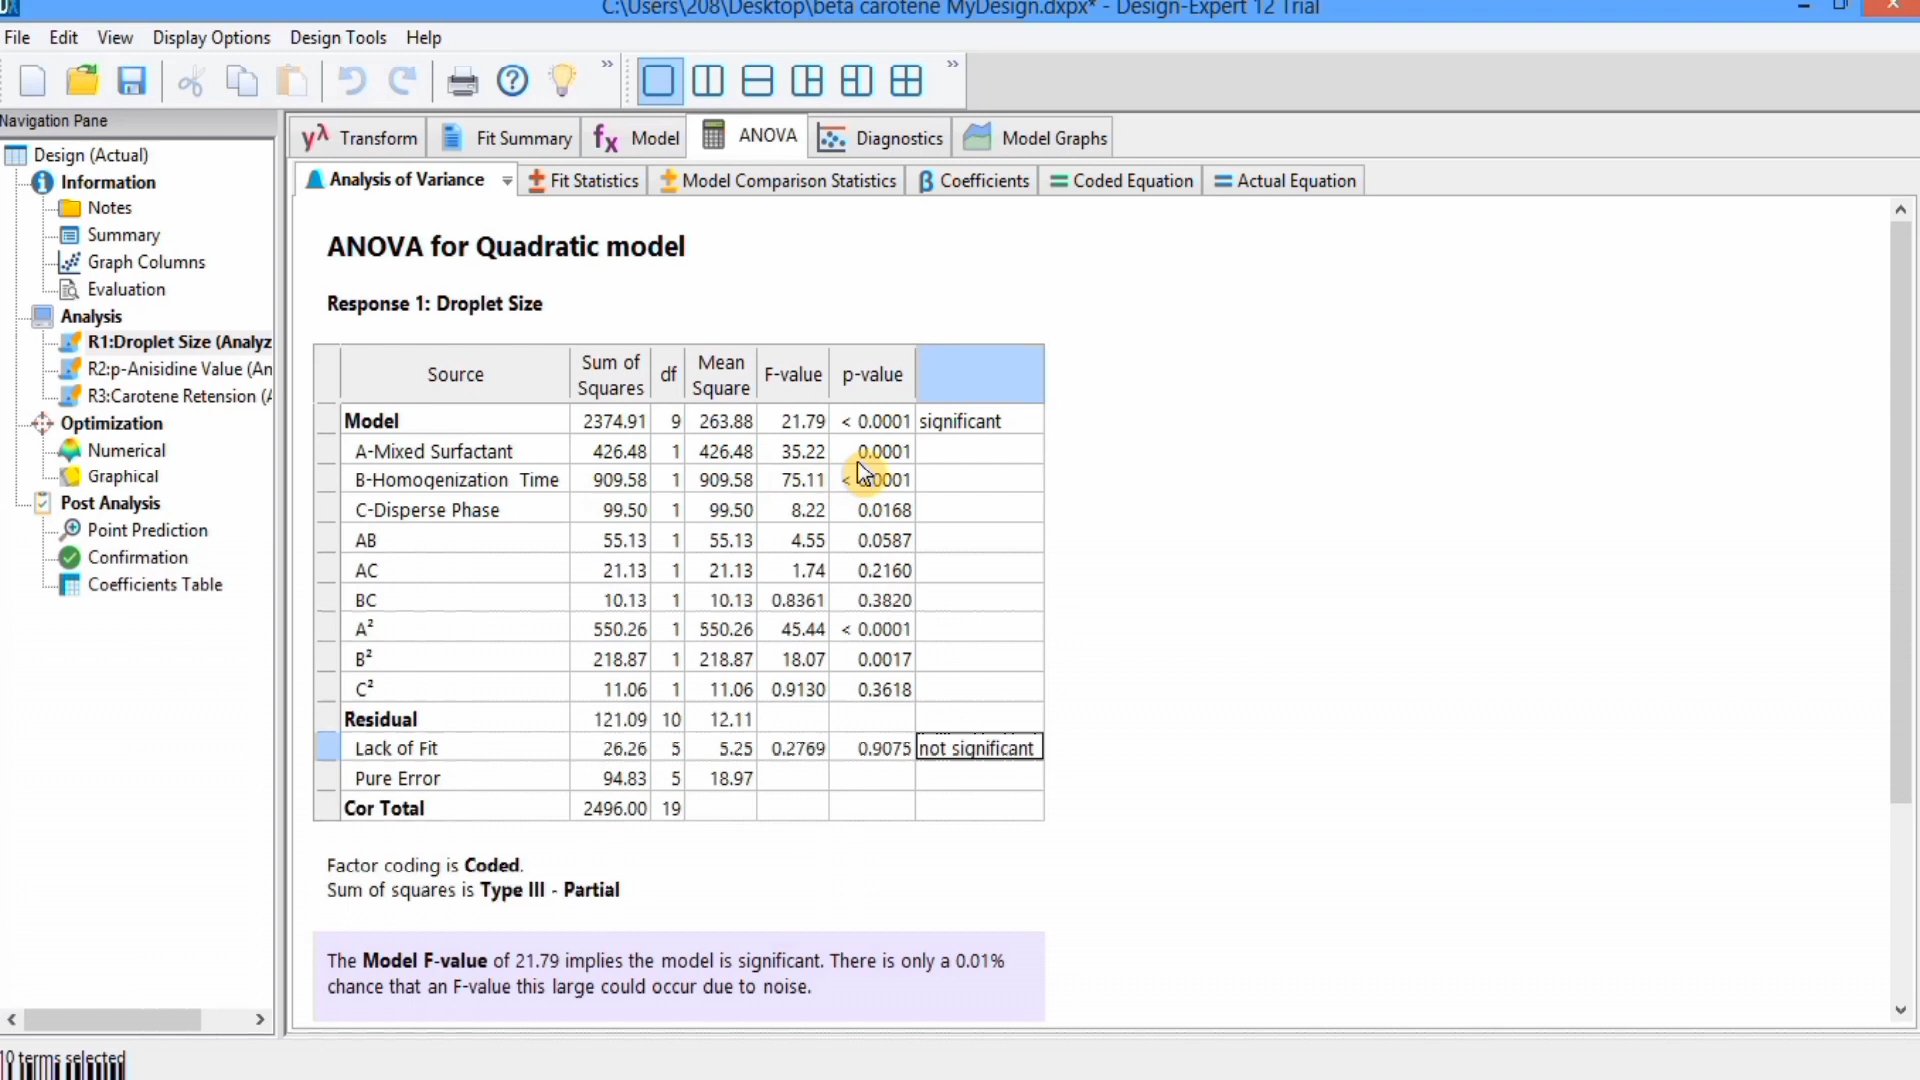 C:\Users\208\Desktop\beta carotene MyDesign.dxpx* - Design-Expert 12 Trial
File Edit View Display Options Design Tools Help
Navigation Pane
Design (Actual)
Information
Notes
Summary
Graph Columns
Evaluation
Analysis
R1:Droplet Size (Analyz
R2:p-Anisidine Value (An
R3:Carotene Retension (A
Optimization
Numerical
Graphical
Post Analysis
Point Prediction
Confirmation
Coefficients Table
Transform Fit Summary Model ANOVA Diagnostics Model Graphs
Analysis of Variance Fit Statistics Model Comparison Statistics Coefficients Coded Equation Actual Equation
ANOVA for Quadratic model
Response 1: Droplet Size
Source Sum of Squares df Mean Square F-value p-value
Model 2374.91 9 263.88 21.79 < 0.0001 significant
A-Mixed Surfactant 426.48 1 426.48 35.22 0.0001
B-Homogenization Time 909.58 1 909.58 75.11 < 0.0001
C-Disperse Phase 99.50 1 99.50 8.22 0.0168
AB 55.13 1 55.13 4.55 0.0587
AC 21.13 1 21.13 1.74 0.2160
BC 10.13 1 10.13 0.8361 0.3820
A² 550.26 1 550.26 45.44 < 0.0001
B² 218.87 1 218.87 18.07 0.0017
C² 11.06 1 11.06 0.9130 0.3618
Residual 121.09 10 12.11
Lack of Fit 26.26 5 5.25 0.2769 0.9075 not significant
Pure Error 94.83 5 18.97
Cor Total 2496.00 19
Factor coding is Coded.
Sum of squares is Type III - Partial
The Model F-value of 21.79 implies the model is significant. There is only a 0.01%
chance that an F-value this large could occur due to noise.
10 terms selected